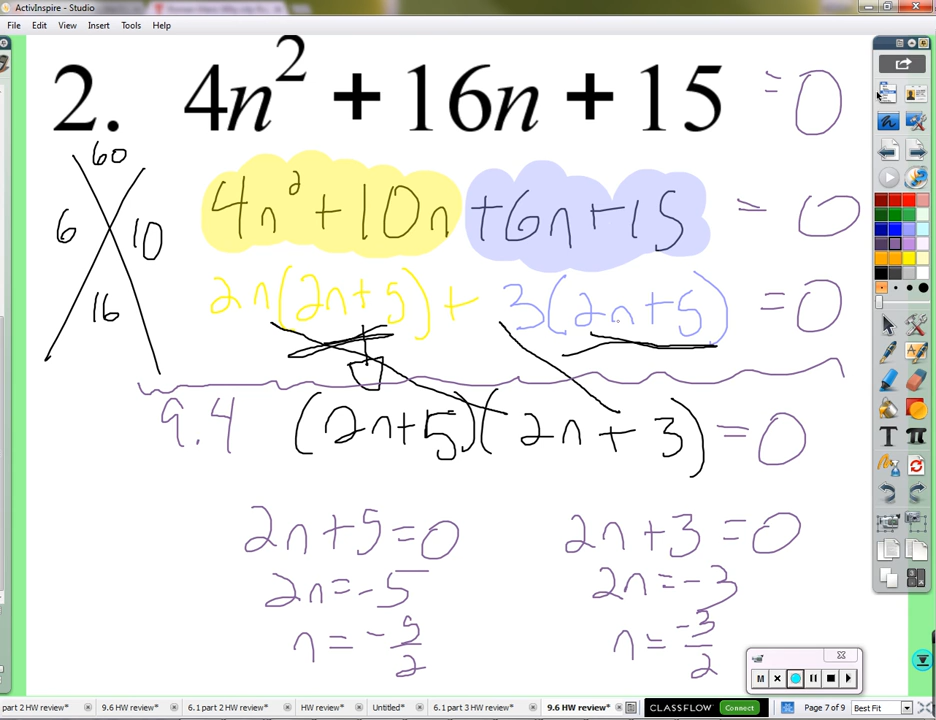 ActivInspire - Studio
File Edit View Insert Tools Help
2. 4n² + 16n + 15 = 0
60
4n² + 10n + 6n + 15 = 0
6 10
2n(2n+5) + 3(2n+5) = 0
16
9.4 (2n+5)(2n+3) = 0
2n+5=0 2n+3=0
2n=-5 2n=-3
n=-5/2 n=-3/2
M
part 2 HW review* 9.6 HW review* 6.1 part 2 HW review* HW review* Untitled* 6.1 part 3 HW review* 9.6 HW review* CLASSFLOW Connect Page 7 of 9 Best Fit